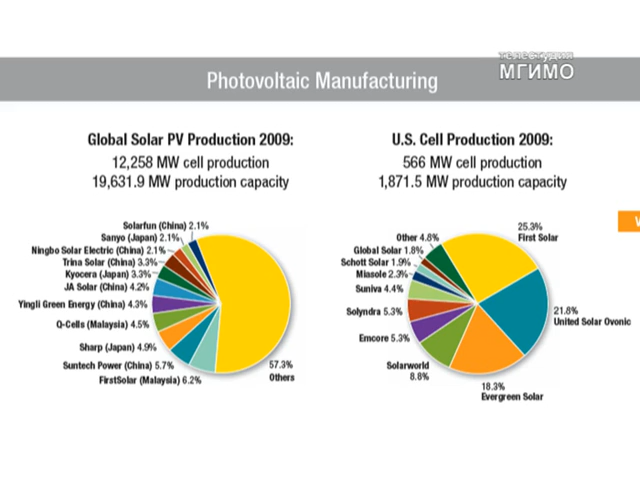 телестудия
МГИМО
Photovoltaic Manufacturing
Global Solar PV Production 2009:
12,258 MW cell production
19,631.9 MW production capacity
Solarfun (China) 2.1%
Sanyo (Japan) 2.1%
Ningbo Solar Electric (China) 2.1%
Trina Solar (China) 3.3%
Kyocera (Japan) 3.3%
JA Solar (China) 4.2%
Yingli Green Energy (China) 4.3%
Q-Cells (Malaysia) 4.5%
Sharp (Japan) 4.9%
Suntech Power (China) 5.7%
FirstSolar (Malaysia) 6.2%
57.3%
Others
U.S. Cell Production 2009:
566 MW cell production
1,871.5 MW production capacity
25.3%
First Solar
Other 4.8%
Global Solar 1.8%
Schott Solar 1.9%
Miasole 2.3%
Suniva 4.4%
Solyndra 5.3%
Emcore 5.3%
Solarworld
8.8%
18.3%
Evergreen Solar
21.8%
United Solar Ovonic